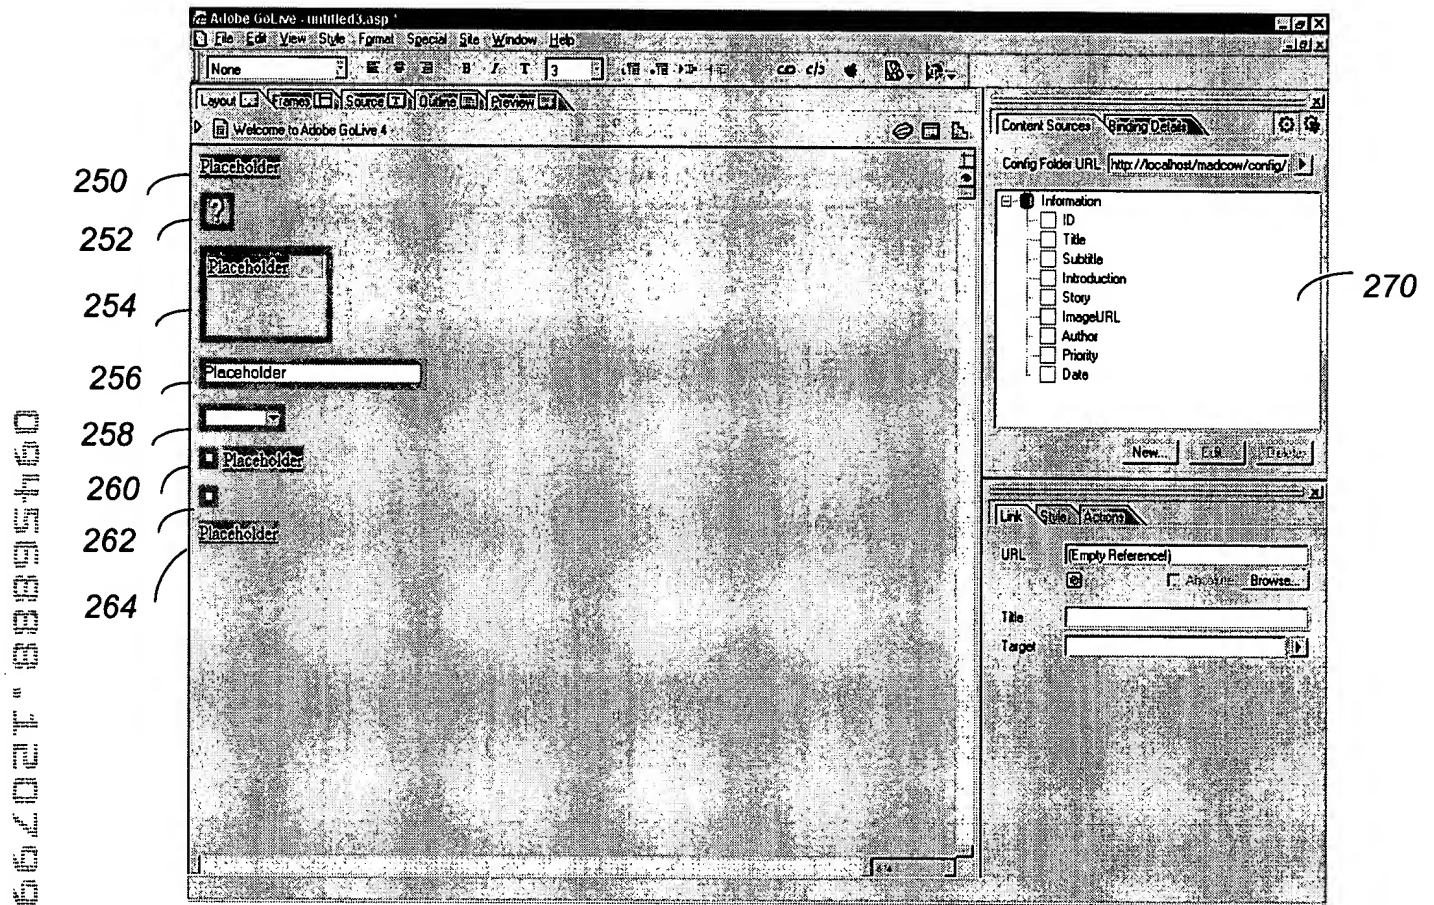 Adobe GoLive - untitled3.asp *
File Edit View Style Format Special Site Window Help
None B I T 3
Layout Frames Source Outline Preview
Welcome to Adobe GoLive 4
Content Sources Binding Details
Config Folder URL http://localhost/madcow/config/
Information
ID
Title
Subtitle
Introduction
Story
ImageURL
Author
Priority
Date
New... Edit... Delete
270
250 Placeholder
252 ?
254 Placeholder
256 Placeholder
258
260 Placeholder
262
264 Placeholder
Link Style Actions
URL (Empty Reference!)
Absolute Browse...
Title
Target